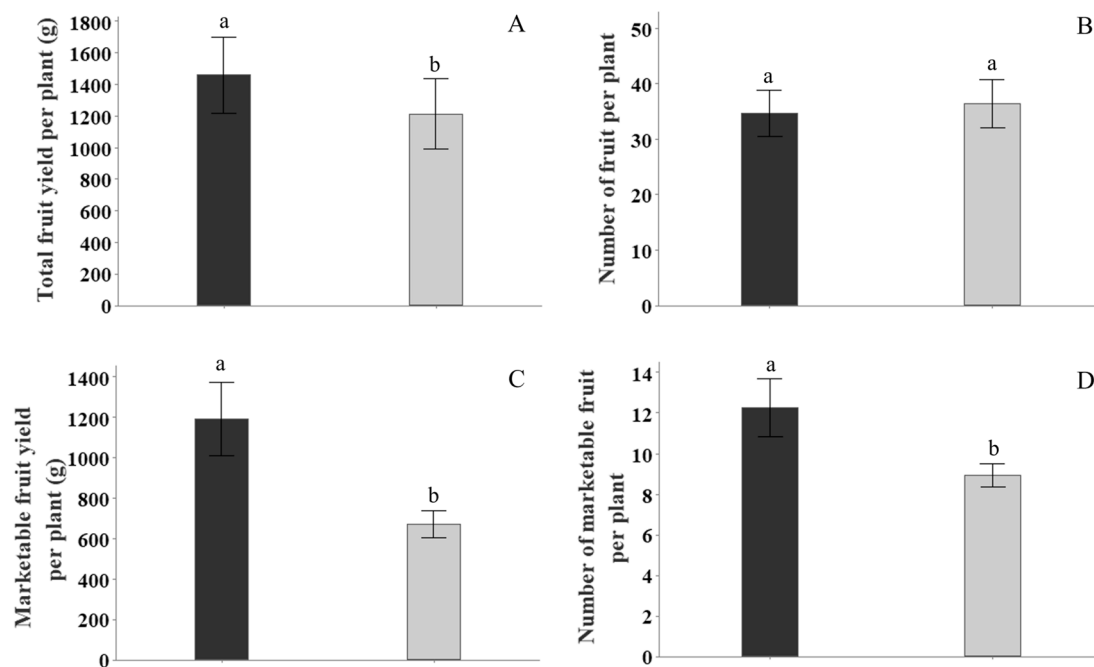 Total fruit yield per plant (g)
1800
1600
1400
1200
1000
800
600
400
200
0
a
b
A
Number of fruit per plant
50
40
30
20
10
0
a
a
B
Marketable fruit yield
per plant (g)
1400
1200
1000
800
600
400
200
0
a
b
C
Number of marketable fruit
per plant
14
12
10
8
6
4
2
0
a
b
D